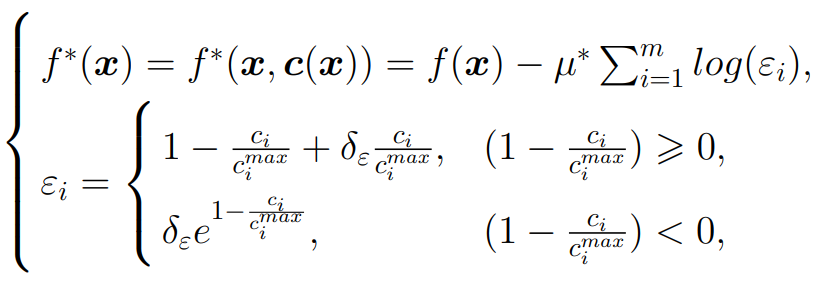 f*(x) = f*(x, c(x)) = f(x) − μ* ∑_{i=1}^{m} log(ε_i),
ε_i = { 1 − c_i/c_i^{max} + δ_ε c_i/c_i^{max}, (1 − c_i/c_i^{max}) ⩾ 0,
δ_ε e^{1 − c_i/c_i^{max}}, (1 − c_i/c_i^{max}) < 0,